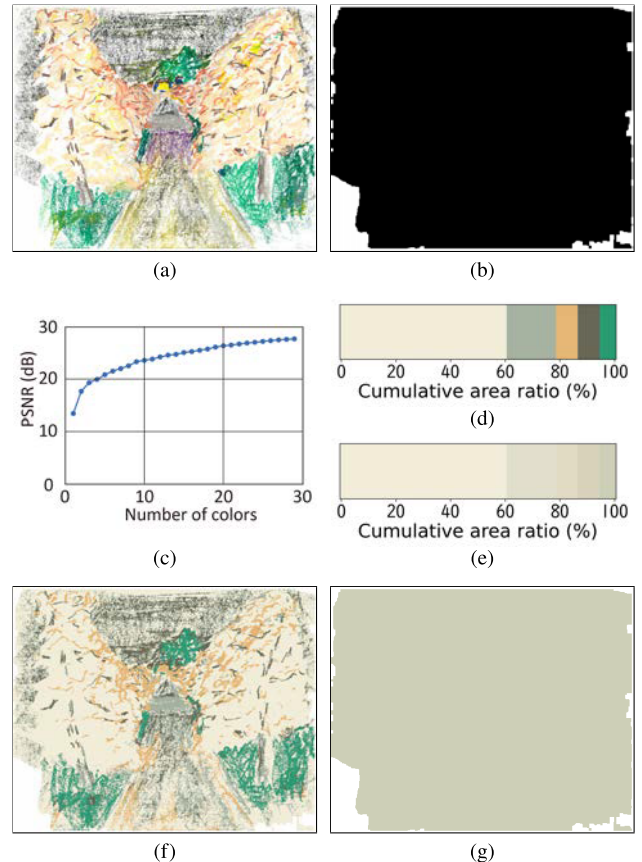 (a)
(b)
30
20
10
0
PSNR (dB)
0 10 20 30
Number of colors
(c)
0 20 40 60 80 100
Cumulative area ratio (%)
(d)
0 20 40 60 80 100
Cumulative area ratio (%)
(e)
(f)
(g)